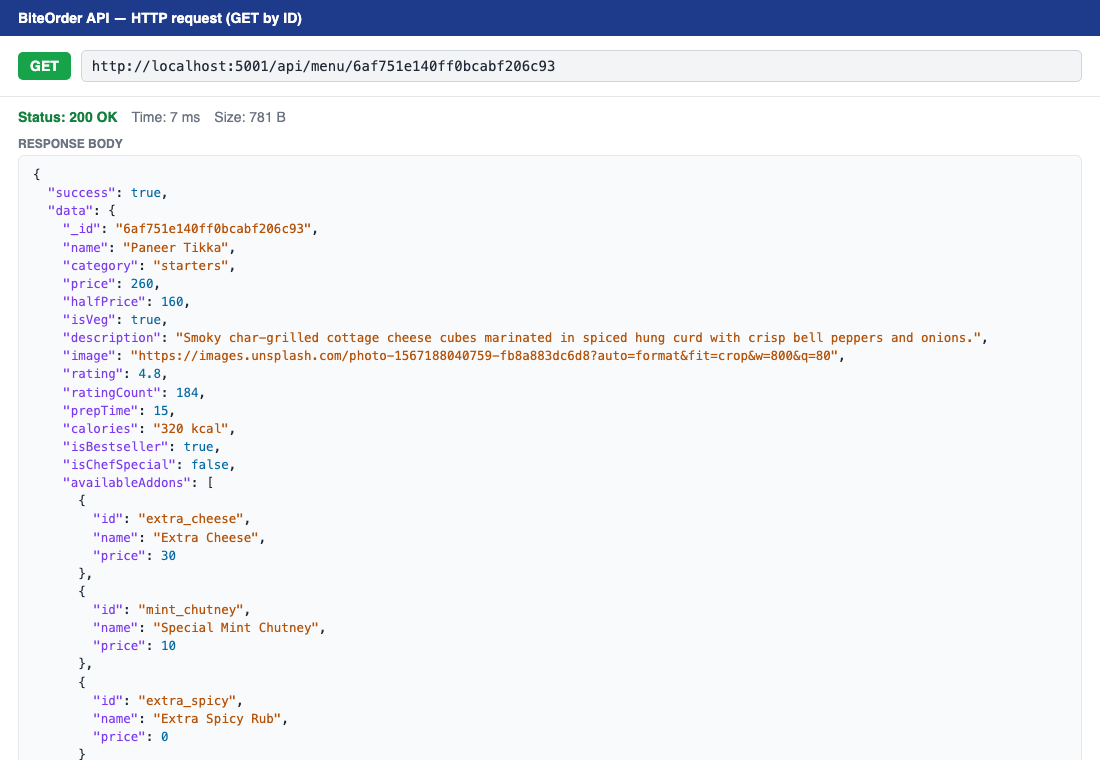 BiteOrder API — HTTP request (GET by ID)
GET http://localhost:5001/api/menu/6af751e140ff0bcabf206c93
Status: 200 OK Time: 7 ms Size: 781 B
RESPONSE BODY
{
  "success": true,
  "data": {
    "_id": "6af751e140ff0bcabf206c93",
    "name": "Paneer Tikka",
    "category": "starters",
    "price": 260,
    "halfPrice": 160,
    "isVeg": true,
    "description": "Smoky char-grilled cottage cheese cubes marinated in spiced hung curd with crisp bell peppers and onions.",
    "image": "https://images.unsplash.com/photo-1567188040759-fb8a883dc6d8?auto=format&fit=crop&w=800&q=80",
    "rating": 4.8,
    "ratingCount": 184,
    "prepTime": 15,
    "calories": "320 kcal",
    "isBestseller": true,
    "isChefSpecial": false,
    "availableAddons": [
      {
        "id": "extra_cheese",
        "name": "Extra Cheese",
        "price": 30
      },
      {
        "id": "mint_chutney",
        "name": "Special Mint Chutney",
        "price": 10
      },
      {
        "id": "extra_spicy",
        "name": "Extra Spicy Rub",
        "price": 0
      }